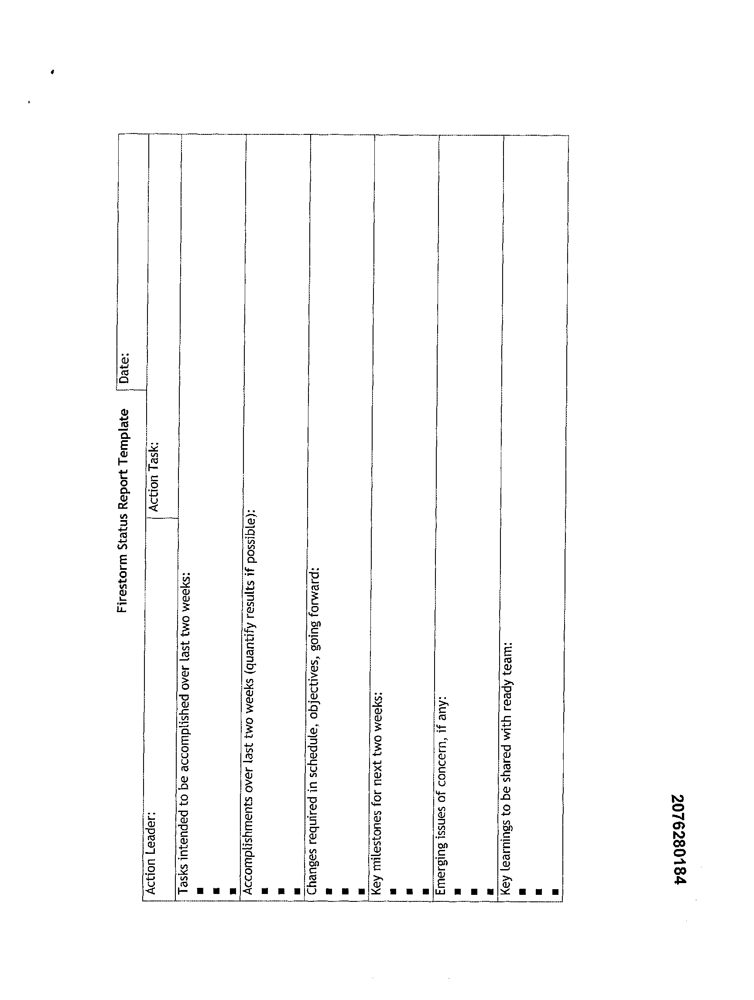 Firestorm Status Report Template
Date:
Action Leader:
Action Task:
Tasks intended to be accomplished over last two weeks:
■
■
■
Accomplishments over last two weeks (quantify results if possible):
■
■
■
Changes required in schedule, objectives, going forward:
■
■
■
Key milestones for next two weeks:
■
■
■
Emerging issues of concern, if any:
■
■
■
Key learnings to be shared with ready team:
■
■
■
2076280184